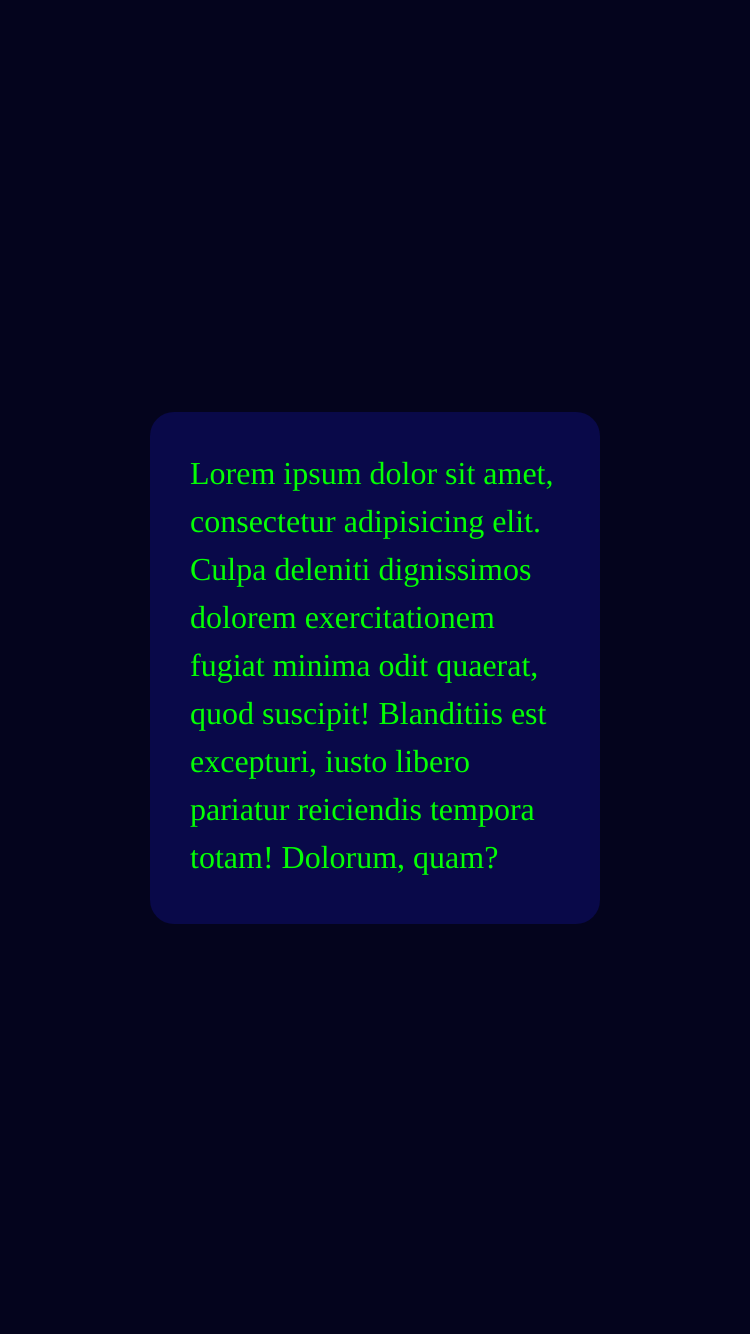 Lorem ipsum dolor sit amet,
consectetur adipisicing elit.
Culpa deleniti dignissimos
dolorem exercitationem
fugiat minima odit quaerat,
quod suscipit! Blanditiis est
excepturi, iusto libero
pariatur reiciendis tempora
totam! Dolorum, quam?